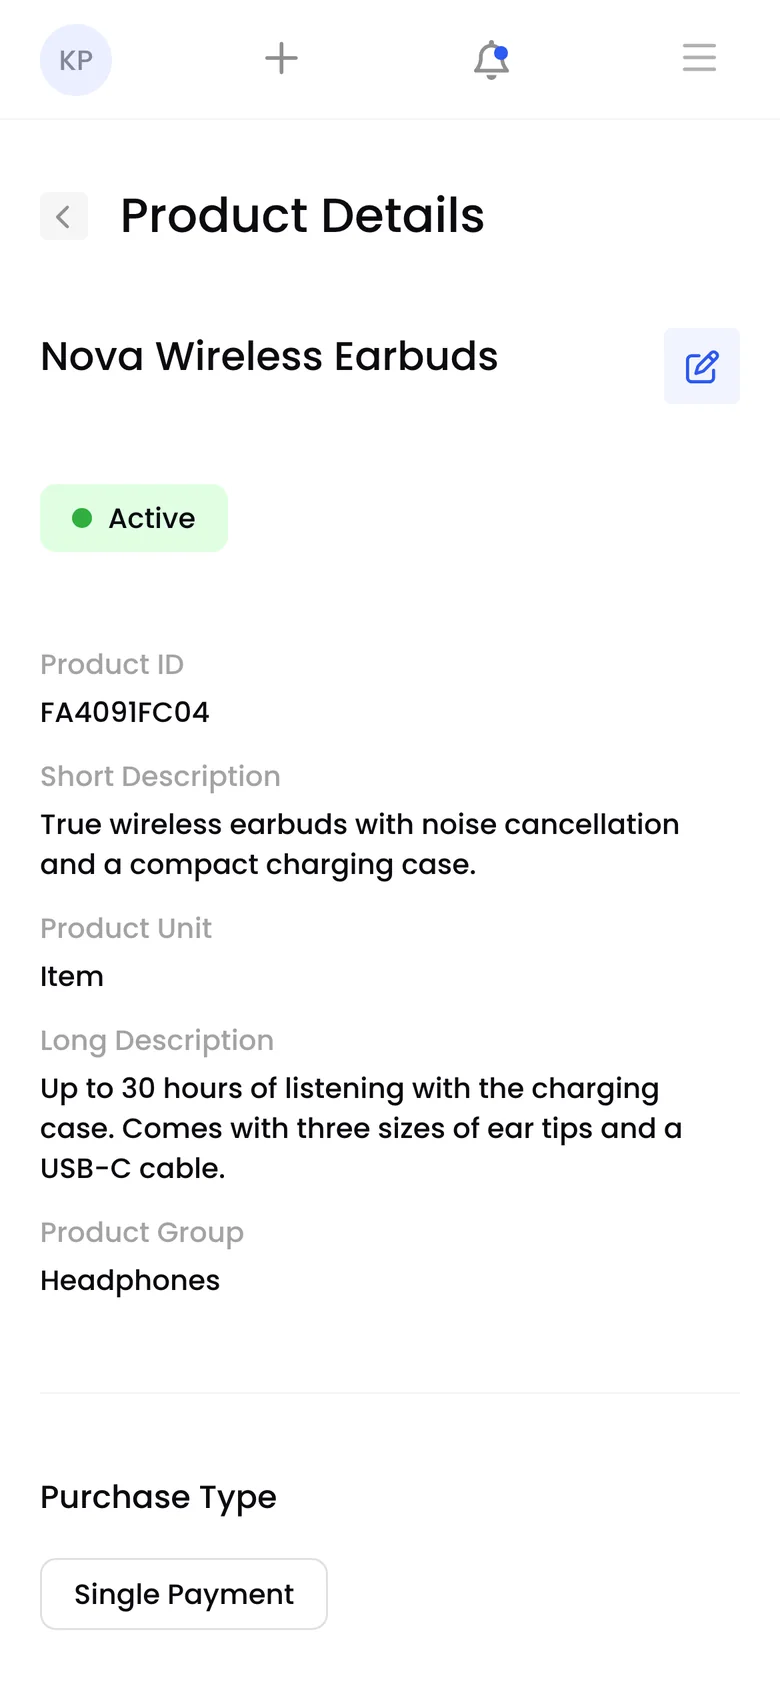 KP
Product Details
Nova Wireless Earbuds
Active
Product ID
FA4091FC04
Short Description
True wireless earbuds with noise cancellation
and a compact charging case.
Product Unit
Item
Long Description
Up to 30 hours of listening with the charging
case. Comes with three sizes of ear tips and a
USB-C cable.
Product Group
Headphones
Purchase Type
Single Payment